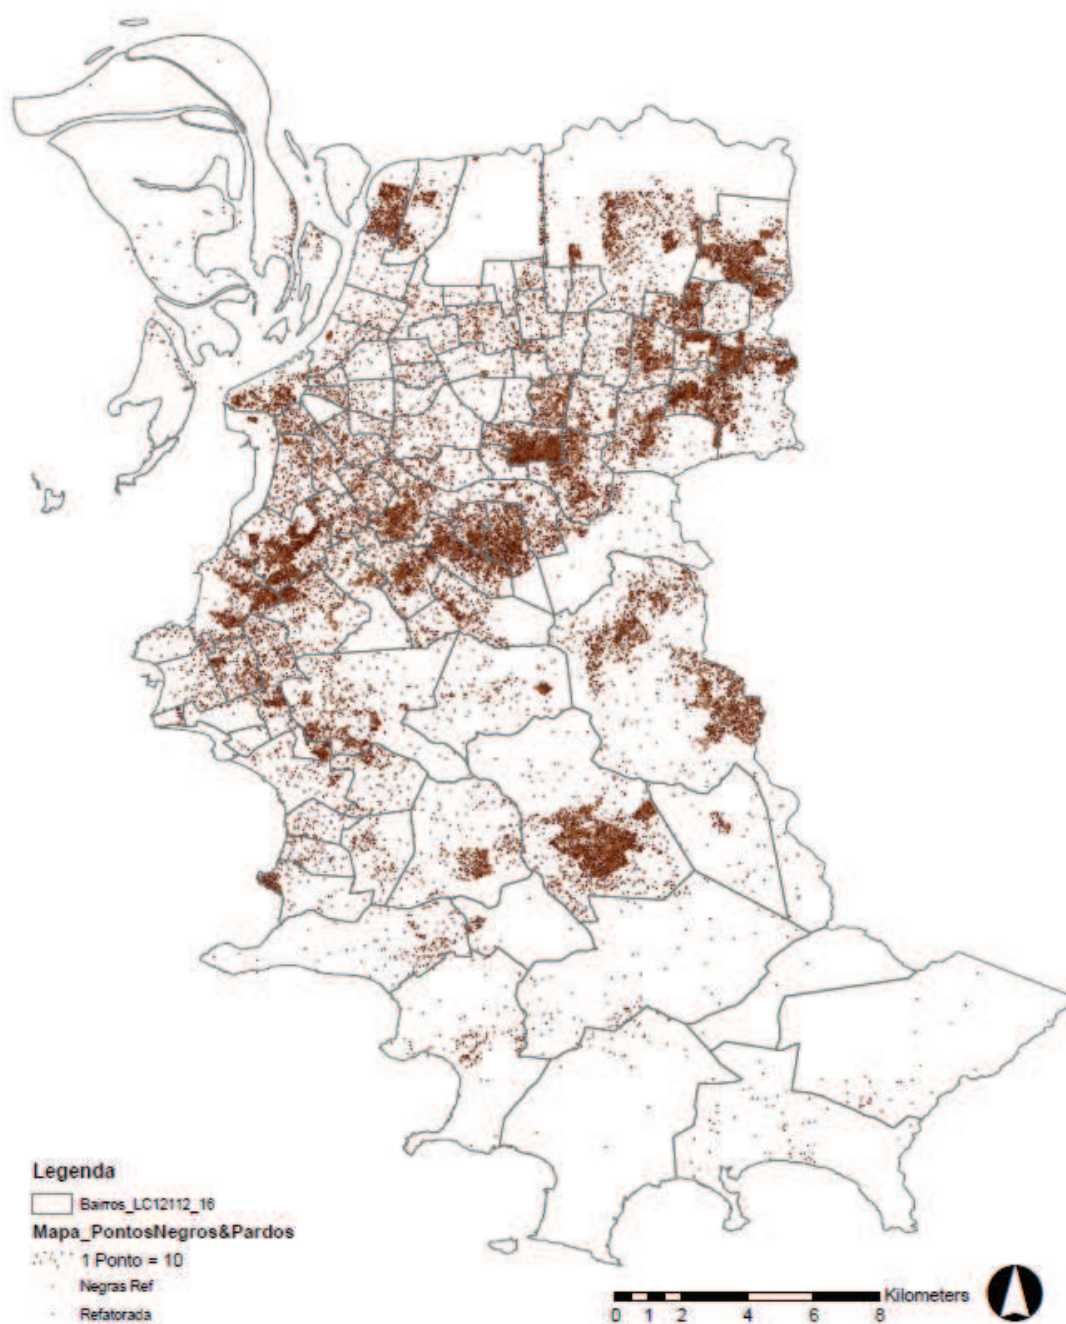 Legenda
Bairros_LC12112_16
Mapa_PontosNegros&Pardos
1 Ponto = 10
Negras Ref
Refatorada
Kilometers
0 1 2 4 6 8